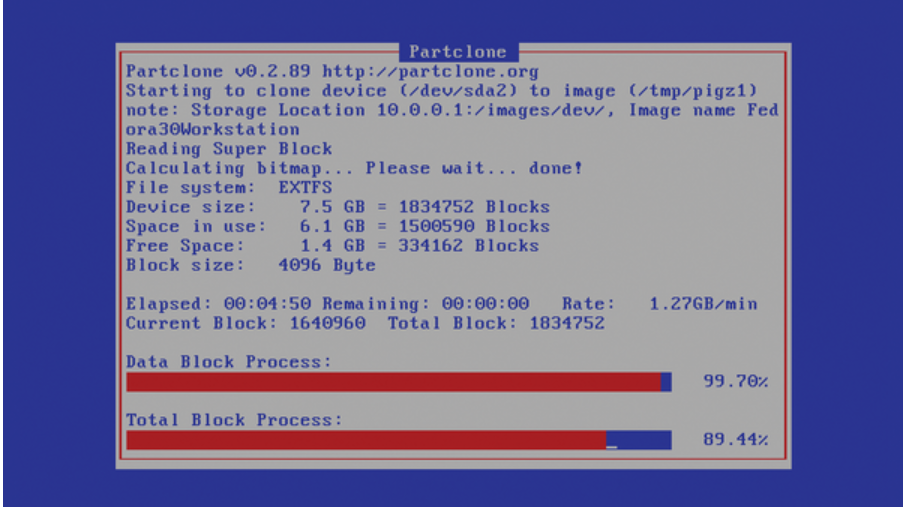 Partclone
Partclone v0.2.89 http://partclone.org
Starting to clone device (/dev/sda2) to image (/tmp/pigz1)
note: Storage Location 10.0.0.1:/images/dev/, Image name Fed
ora30Workstation
Reading Super Block
Calculating bitmap... Please wait... done!
File system:  EXTFS
Device size:    7.5 GB = 1834752 Blocks
Space in use:   6.1 GB = 1500590 Blocks
Free Space:     1.4 GB = 334162 Blocks
Block size:   4096 Byte
Elapsed: 00:04:50 Remaining: 00:00:00   Rate:   1.27GB/min
Current Block: 1640960  Total Block: 1834752
Data Block Process:
99.70%
Total Block Process:
89.44%